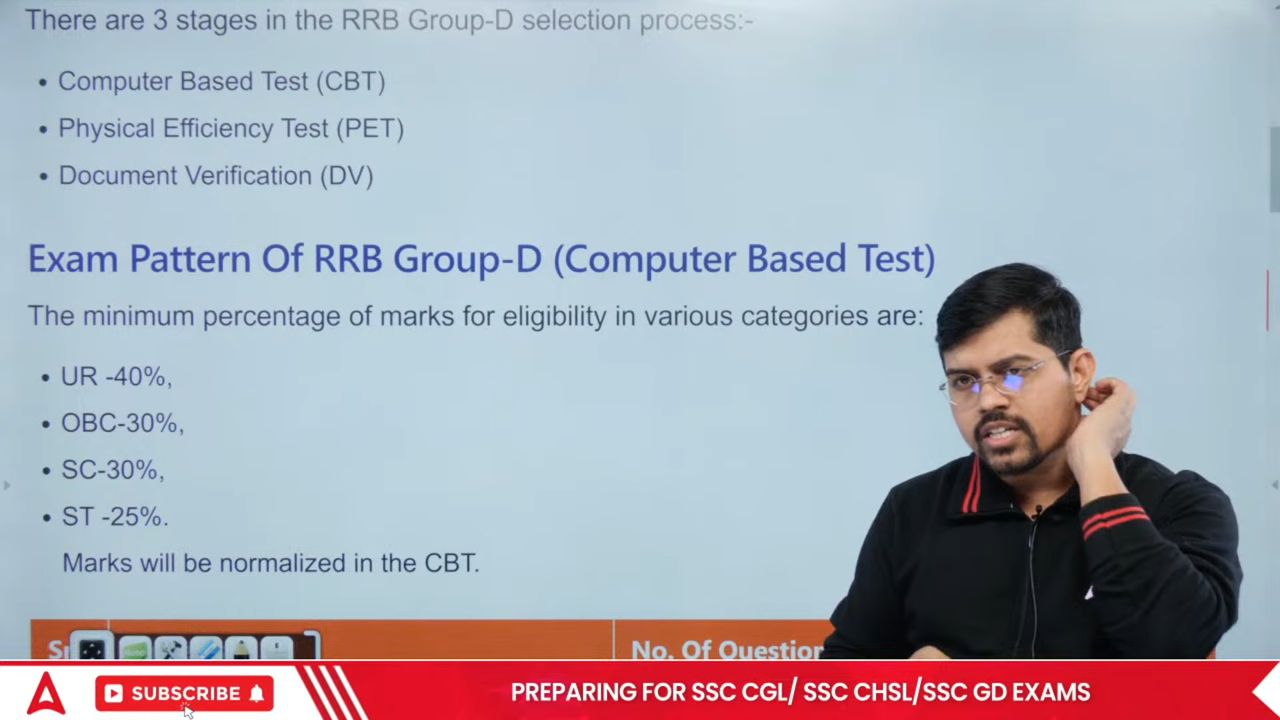 There are 3 stages in the RRB Group-D selection process:-
• Computer Based Test (CBT)
• Physical Efficiency Test (PET)
• Document Verification (DV)
Exam Pattern Of RRB Group-D (Computer Based Test)
The minimum percentage of marks for eligibility in various categories are:
• UR -40%,
• OBC-30%,
• SC-30%,
• ST -25%.
Marks will be normalized in the CBT.
No. Of Question
SUBSCRIBE
PREPARING FOR SSC CGL/ SSC CHSL/SSC GD EXAMS